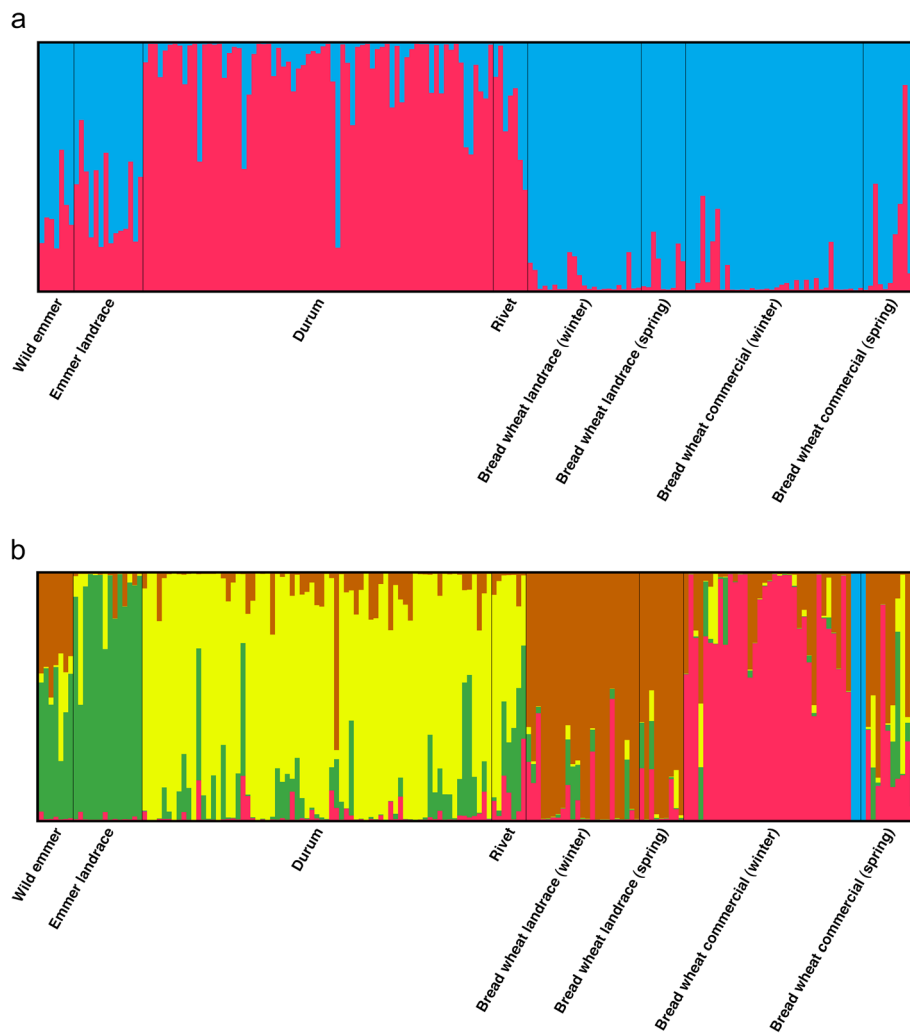 a
Wild emmer
Emmer landrace
Durum
Rivet
Bread wheat landrace (winter)
Bread wheat landrace (spring)
Bread wheat commercial (winter)
Bread wheat commercial (spring)
b
Wild emmer
Emmer landrace
Durum
Rivet
Bread wheat landrace (winter)
Bread wheat landrace (spring)
Bread wheat commercial (winter)
Bread wheat commercial (spring)